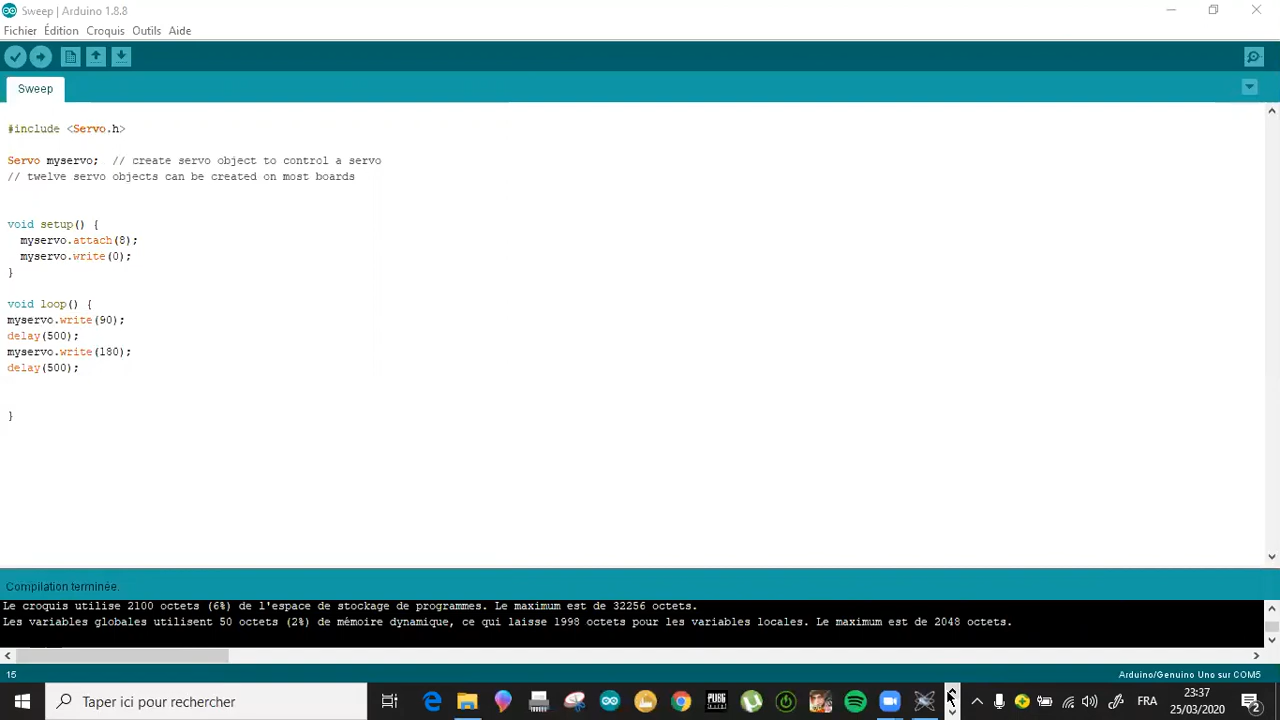 Sweep | Arduino 1.8.8
Fichier Édition Croquis Outils Aide
Sweep
#include <Servo.h>
Servo myservo;  // create servo object to control a servo
// twelve servo objects can be created on most boards
void setup() {
  myservo.attach(8);
  myservo.write(0);
}
void loop() {
myservo.write(90);
delay(500);
myservo.write(180);
delay(500);
}
Compilation terminée.
Le croquis utilise 2100 octets (6%) de l'espace de stockage de programmes. Le maximum est de 32256 octets.
Les variables globales utilisent 50 octets (2%) de mémoire dynamique, ce qui laisse 1998 octets pour les variables locales. Le maximum est de 2048 octets.
15 Arduino/Genuino Uno sur COM5
Taper ici pour rechercher PUBG FRA 23:37
25/03/2020 2